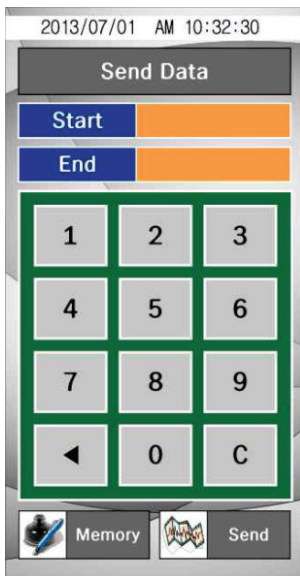 2013/07/01 AM 10:32:30
Send Data
Start
End
1 2 3
4 5 6
7 8 9
◀ 0 C
Memory Send